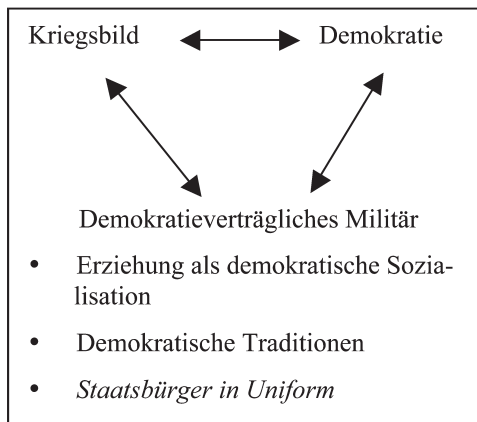 Kriegsbild Demokratie
Demokratieverträgliches Militär
• Erziehung als demokratische Sozia-
lisation
• Demokratische Traditionen
• Staatsbürger in Uniform